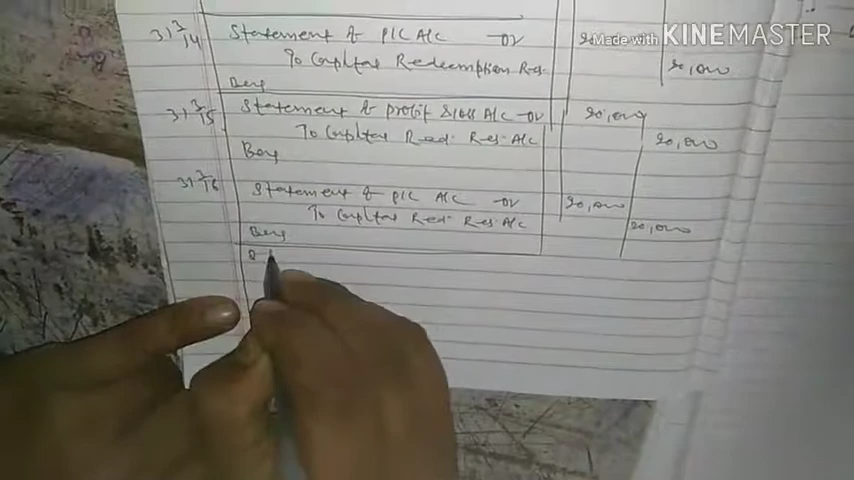 Made with KINEMASTER
31 3/14 Statement of P/L A/c -Dr 20,000
To Capital Redemption Res. 20,000
Being
31 3/15 Statement of profit & loss A/c -Dr 20,000
To Capital Red. Res. A/c 20,000
Being
31 3/16 Statement of P/L A/c -Dr 20,000
To Capital Red. Res. A/c 20,000
Being